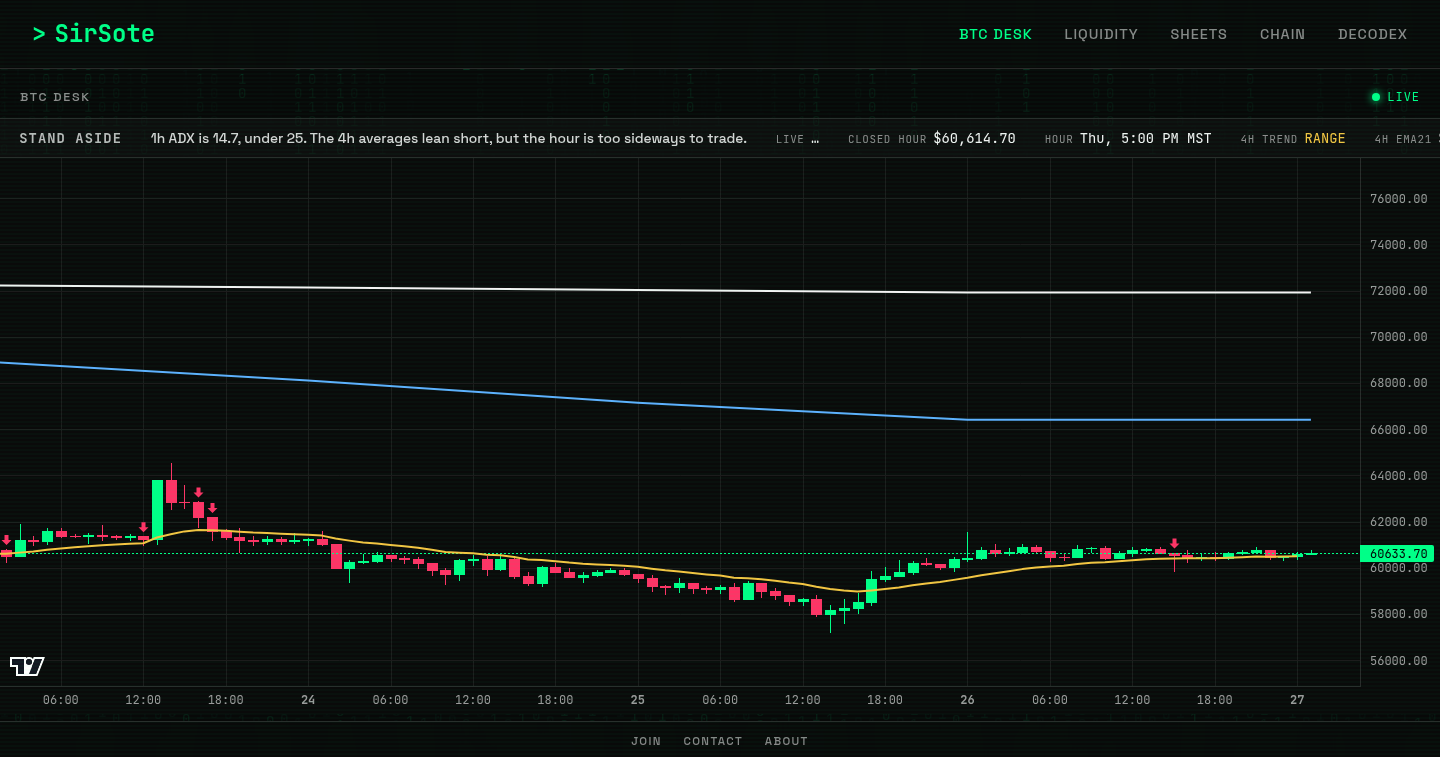 > SirSote
BTC DESK LIQUIDITY SHEETS CHAIN DECODEX
BTC DESK
LIVE
STAND ASIDE 1h ADX is 14.7, under 25. The 4h averages lean short, but the hour is too sideways to trade. LIVE … CLOSED HOUR $60,614.70 HOUR Thu, 5:00 PM MST 4H TREND RANGE 4H EMA21
76000.00
74000.00
72000.00
70000.00
68000.00
66000.00
64000.00
62000.00
60633.70
60000.00
58000.00
56000.00
06:00 12:00 18:00 24 06:00 12:00 18:00 25 06:00 12:00 18:00 26 06:00 12:00 18:00 27
JOIN CONTACT ABOUT